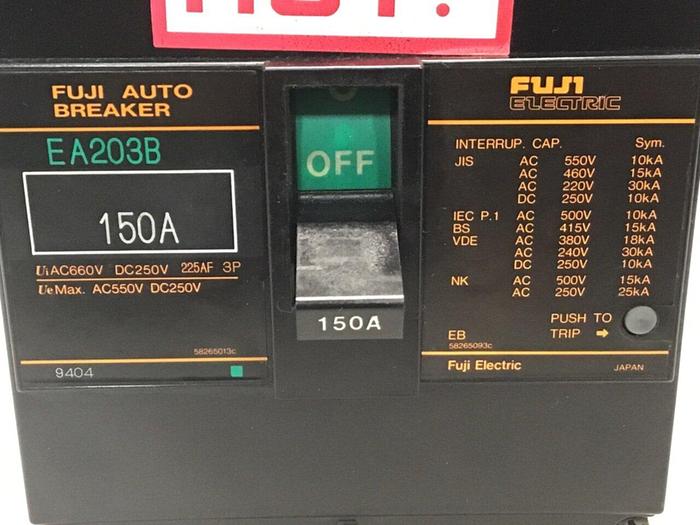 HOT!
FUJI AUTO
BREAKER
EA203B
150A
Ui AC660V DC250V 225AF 3P
Ue Max. AC550V DC250V
58265013c
9404
OFF
150A
FUJI
ELECTRIC
INTERRUP. CAP. Sym.
JIS AC 550V 10kA
AC 460V 15kA
AC 220V 30kA
DC 250V 10kA
IEC P.1 AC 500V 10kA
BS AC 415V 15kA
VDE AC 380V 18kA
AC 240V 30kA
DC 250V 10kA
NK AC 500V 15kA
AC 250V 25kA
PUSH TO
EB TRIP →
58265093c
Fuji Electric JAPAN